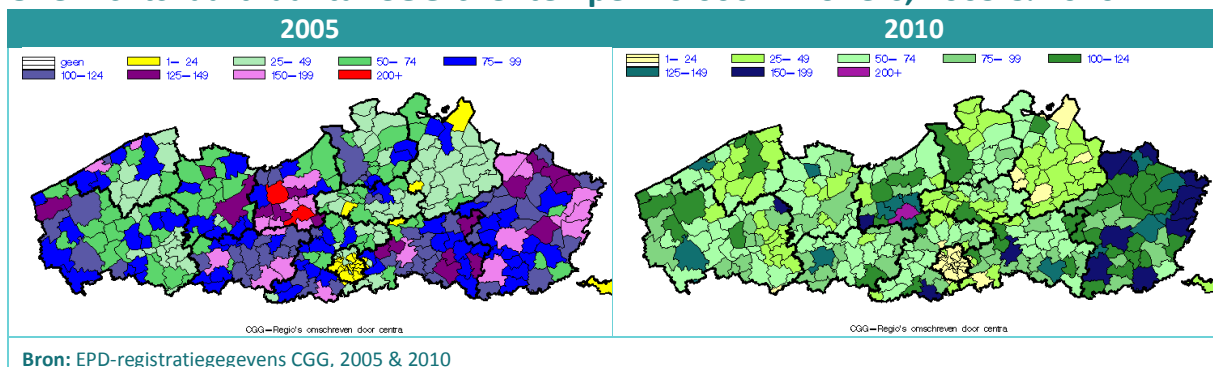 2005
2010
geen 1- 24 25- 49 50- 74 75- 99
100-124 125-149 150-199 200+
1- 24 25- 49 50- 74 75- 99 100-124
125-149 150-199 200+
CGG-Regio's omschreven door centra
CGG-Regio's omschreven door centra
Bron: EPD-registratiegegevens CGG, 2005 & 2010